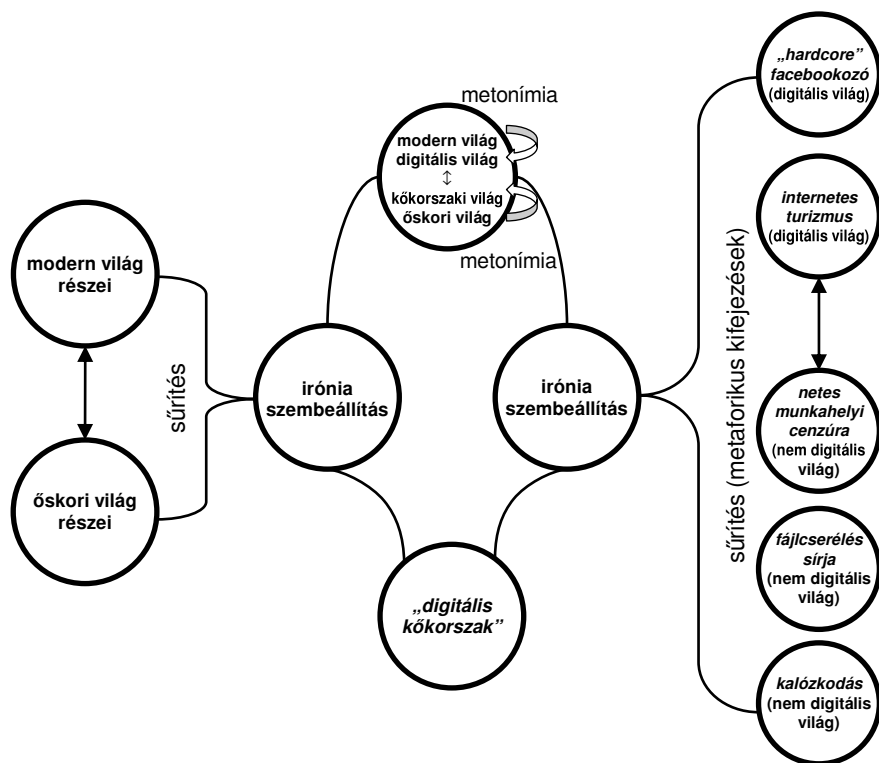 modern világ
részei
őskori világ
részei
sűrítés
irónia
szembeállítás
metonímia
modern világ
digitális világ
↕
kőkorszaki világ
őskori világ
metonímia
irónia
szembeállítás
„digitális
kőkorszak”
sűrítés (metaforikus kifejezések)
„hardcore”
facebookozó
(digitális világ)
internetes
turizmus
(digitális világ)
netes
munkahelyi
cenzúra
(nem digitális
világ)
fájlcserélés
sírja
(nem digitális
világ)
kalózkodás
(nem digitális
világ)